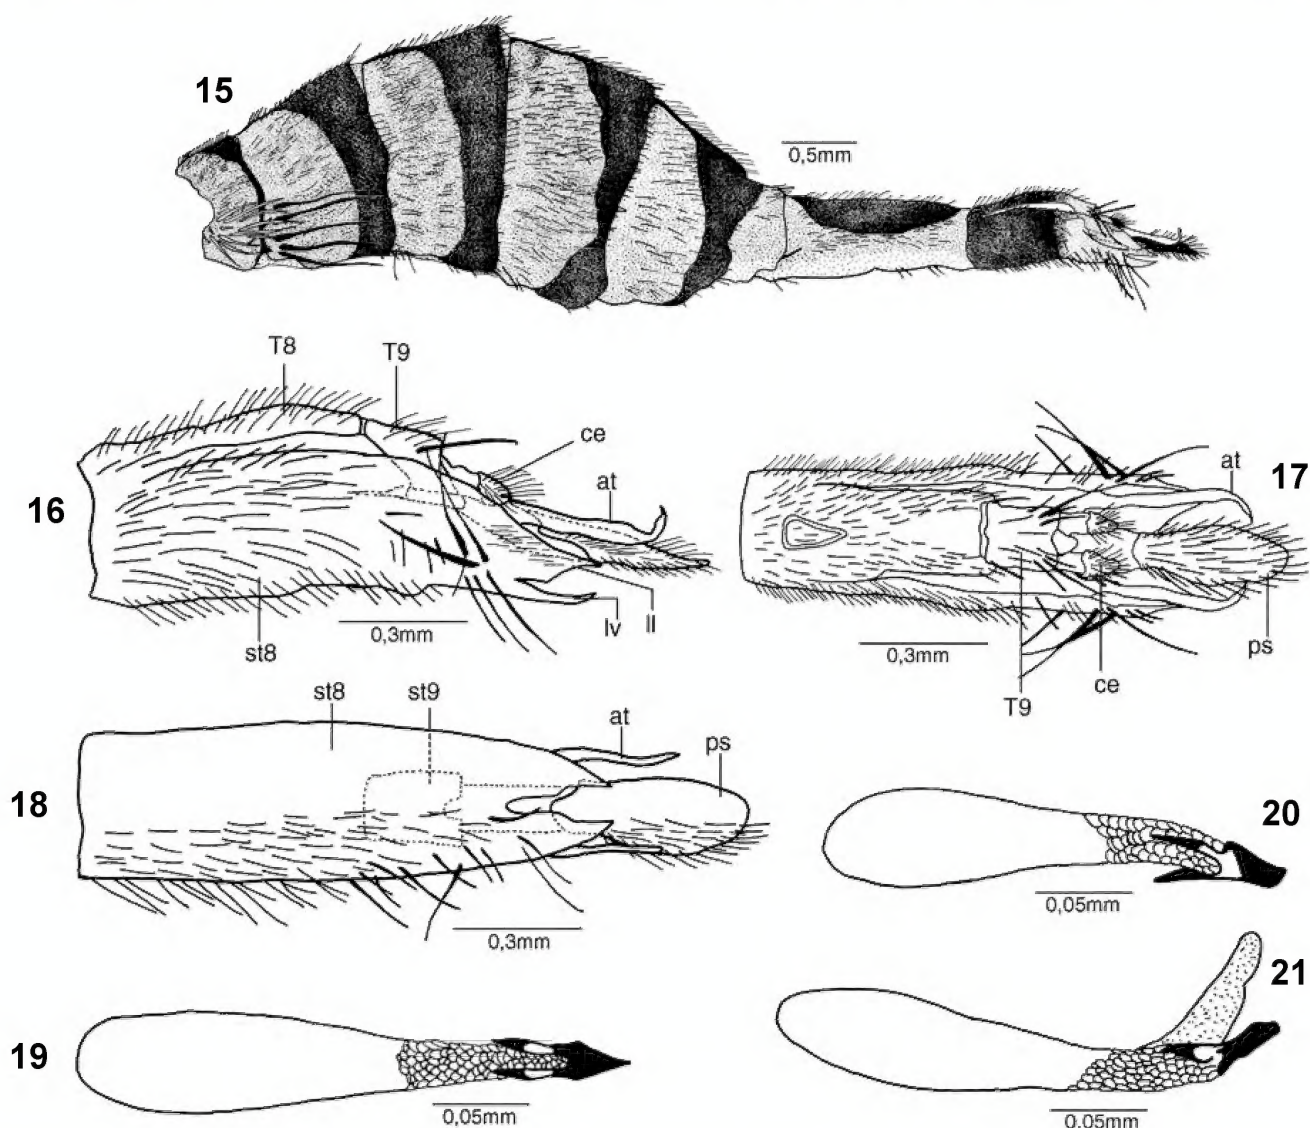 15
0,5mm
T8
T9
ce
at
16
0,3mm
lv
ll
st8
at
17
0,3mm
ce
ps
T9
st8
st9
at
ps
18
0,3mm
20
0,05mm
21
0,05mm
19
0,05mm